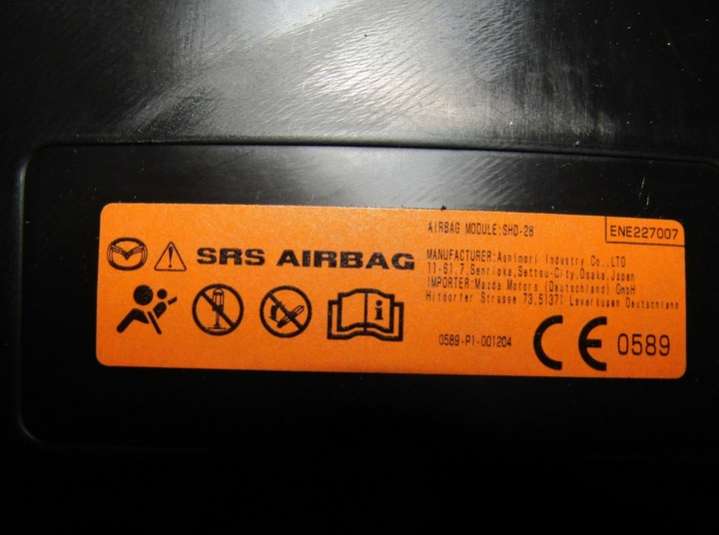 AIRBAG MODULE:SHD-28
ENE227007
SRS AIRBAG
MANUFACTURER: Ashimori Industry Co.,LTD
11-61.7,Senrioka,Settsu-City,Osaka,Japan
IMPORTER: Mazda Motors (Deutschland) GmbH
Hitdorfer Strasse 73,51371 Leverkusen Deutschland
0589-P1-001204
CE 0589